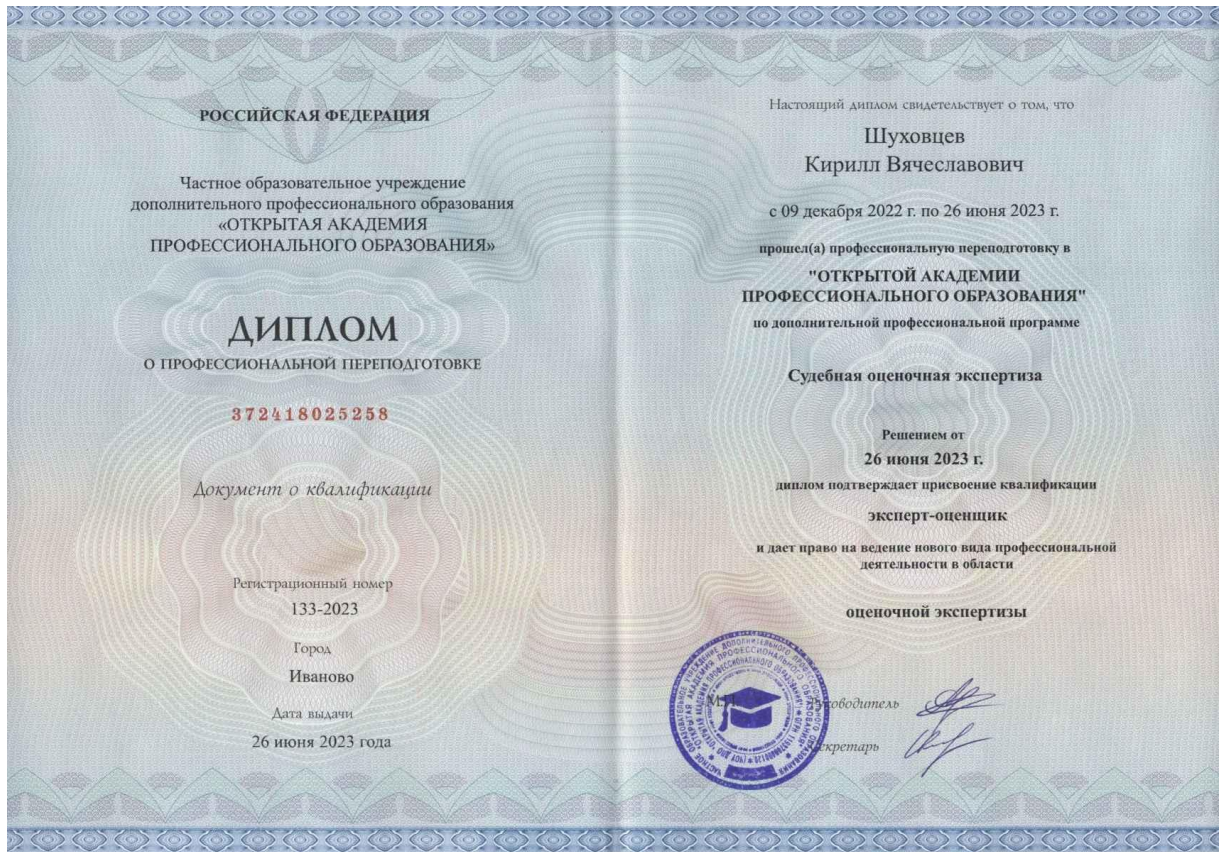 РОССИЙСКАЯ ФЕДЕРАЦИЯ
Частное образовательное учреждение
дополнительного профессионального образования
«ОТКРЫТАЯ АКАДЕМИЯ
ПРОФЕССИОНАЛЬНОГО ОБРАЗОВАНИЯ»
ДИПЛОМ
О ПРОФЕССИОНАЛЬНОЙ ПЕРЕПОДГОТОВКЕ
372418025258
Документ о квалификации
Регистрационный номер
133-2023
Город
Иваново
Дата выдачи
26 июня 2023 года
Настоящий диплом свидетельствует о том, что
Шуховцев
Кирилл Вячеславович
с 09 декабря 2022 г. по 26 июня 2023 г.
прошел(а) профессиональную переподготовку в
"ОТКРЫТОЙ АКАДЕМИИ
ПРОФЕССИОНАЛЬНОГО ОБРАЗОВАНИЯ"
по дополнительной профессиональной программе
Судебная оценочная экспертиза
Решением от
26 июня 2023 г.
диплом подтверждает присвоение квалификации
эксперт-оценщик
и дает право на ведение нового вида профессиональной
деятельности в области
оценочной экспертизы
М.П.
Руководитель
Секретарь